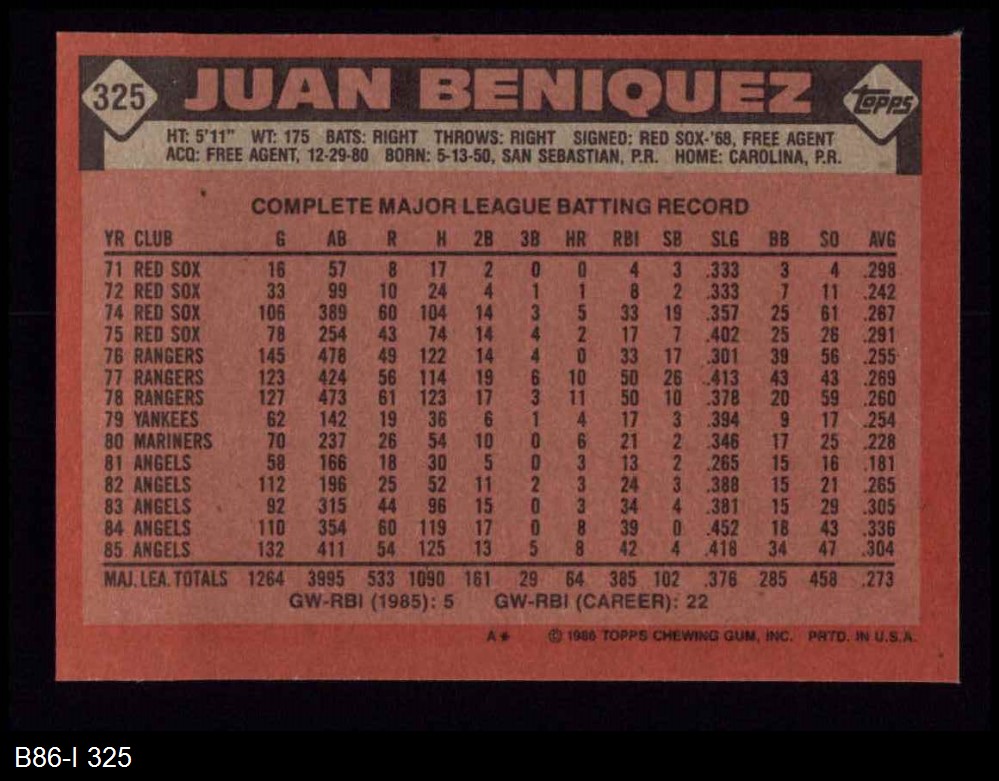 325
JUAN BENIQUEZ
TOPPS
HT: 5'11" WT: 175 BATS: RIGHT THROWS: RIGHT SIGNED: RED SOX-'68, FREE AGENT
ACQ: FREE AGENT, 12-29-80 BORN: 5-13-50, SAN SEBASTIAN, P.R. HOME: CAROLINA, P.R.
COMPLETE MAJOR LEAGUE BATTING RECORD
YR CLUB G AB R H 2B 3B HR RBI SB SLG BB SO AVG
71 RED SOX 16 57 8 17 2 0 0 4 3 .333 3 4 .298
72 RED SOX 33 99 10 24 4 1 1 8 2 .333 7 11 .242
74 RED SOX 106 389 60 104 14 3 5 33 19 .357 25 61 .267
75 RED SOX 78 254 43 74 14 4 2 17 7 .402 25 26 .291
76 RANGERS 145 478 49 122 14 4 0 33 17 .301 39 56 .255
77 RANGERS 123 424 56 114 19 6 10 50 26 .413 43 43 .269
78 RANGERS 127 473 61 123 17 3 11 50 10 .378 20 59 .260
79 YANKEES 62 142 19 36 6 1 4 17 3 .394 9 17 .254
80 MARINERS 70 237 26 54 10 0 6 21 2 .346 17 25 .228
81 ANGELS 58 166 18 30 5 0 3 13 2 .265 15 16 .181
82 ANGELS 112 196 25 52 11 2 3 24 3 .388 15 21 .265
83 ANGELS 92 315 44 96 15 0 3 34 4 .381 15 29 .305
84 ANGELS 110 354 60 119 17 0 8 39 0 .452 18 43 .336
85 ANGELS 132 411 54 125 13 5 8 42 4 .418 34 47 .304
MAJ. LEA. TOTALS 1264 3995 533 1090 161 29 64 385 102 .376 285 458 .273
GW-RBI (1985): 5 GW-RBI (CAREER): 22
A* © 1986 TOPPS CHEWING GUM, INC. PRTD. IN U.S.A.
B86-I 325